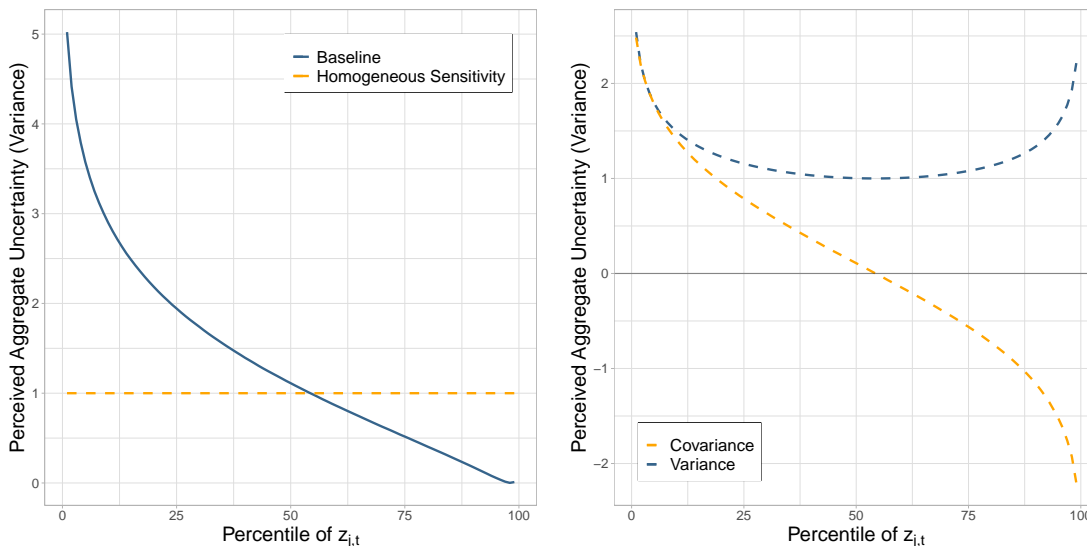 Perceived Aggregate Uncertainty (Variance)
5
4
3
2
1
0
Baseline
Homogeneous Sensitivity
0
25
50
75
100
Percentile of z_{j,t}
Perceived Aggregate Uncertainty (Variance)
2
1
0
−1
−2
Covariance
Variance
0
25
50
75
100
Percentile of z_{j,t}